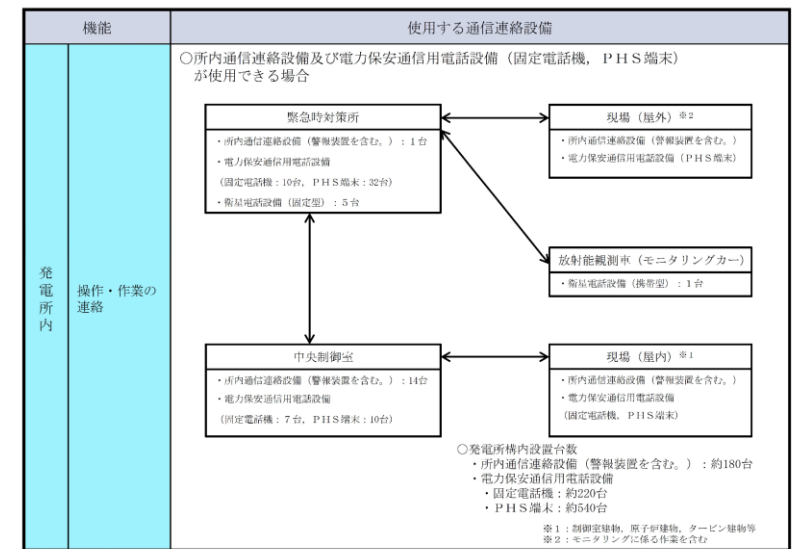 機能
使用する通信連絡設備
発電所内
操作・作業の
連絡
○所内通信連絡設備及び電力保安通信用電話設備（固定電話機，ＰＨＳ端末）
が使用できる場合
緊急時対策所
・所内通信連絡設備（警報装置を含む。）：１台
・電力保安通信用電話設備
（固定電話機：10台，ＰＨＳ端末：32台）
・衛星電話設備（固定型）：５台
現場（屋外）※２
・所内通信連絡設備（警報装置を含む。）
・電力保安通信用電話設備（PHS端末）
放射能観測車（モニタリングカー）
・衛星電話設備（携帯型）：１台
中央制御室
・所内通信連絡設備（警報装置を含む。）：14台
・電力保安通信用電話設備
（固定電話機：７台，ＰＨＳ端末：10台）
現場（屋内）※１
・所内通信連絡設備（警報装置を含む。）
・電力保安通信用電話設備
（固定電話機，ＰＨＳ端末）
○発電所構内設置台数
・所内通信連絡設備（警報装置を含む。）：約180台
・電力保安通信用電話設備
・固定電話機：約220台
・ＰＨＳ端末：約540台
※１：制御室建物，原子炉建物，タービン建物等
※２：モニタリングに係る作業を含む